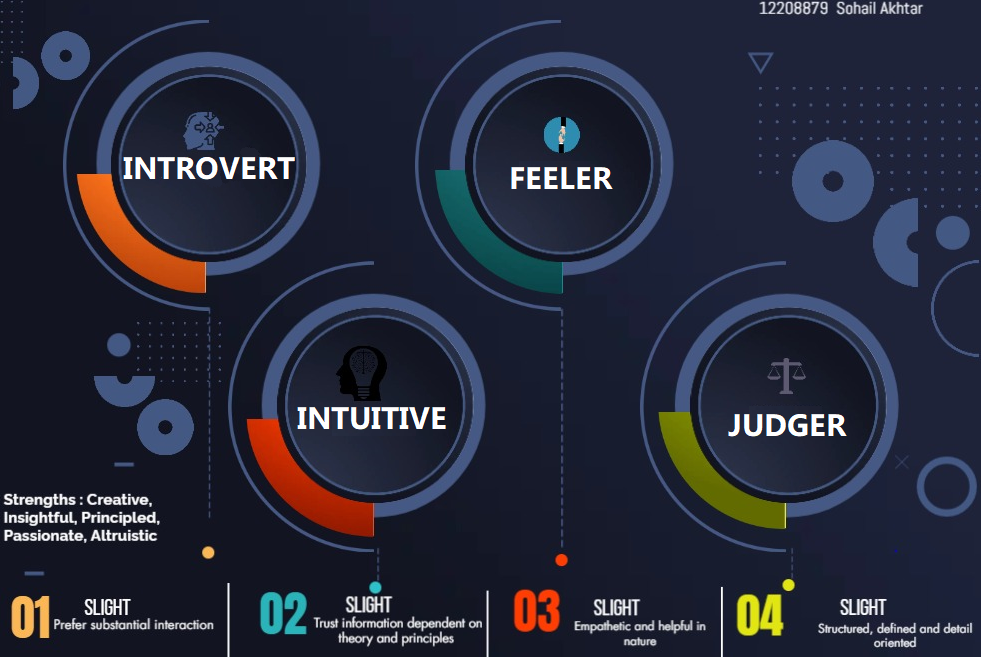 12208879 Sohail Akhtar
INTROVERT
FEELER
INTUITIVE
JUDGER
Strengths : Creative,
Insightful, Principled,
Passionate, Altruistic
01
SLIGHT
Prefer substantial interaction
02
SLIGHT
Trust information dependent on
theory and principles
03
SLIGHT
Empathetic and helpful in
nature
04
SLIGHT
Structured, defined and detail
oriented